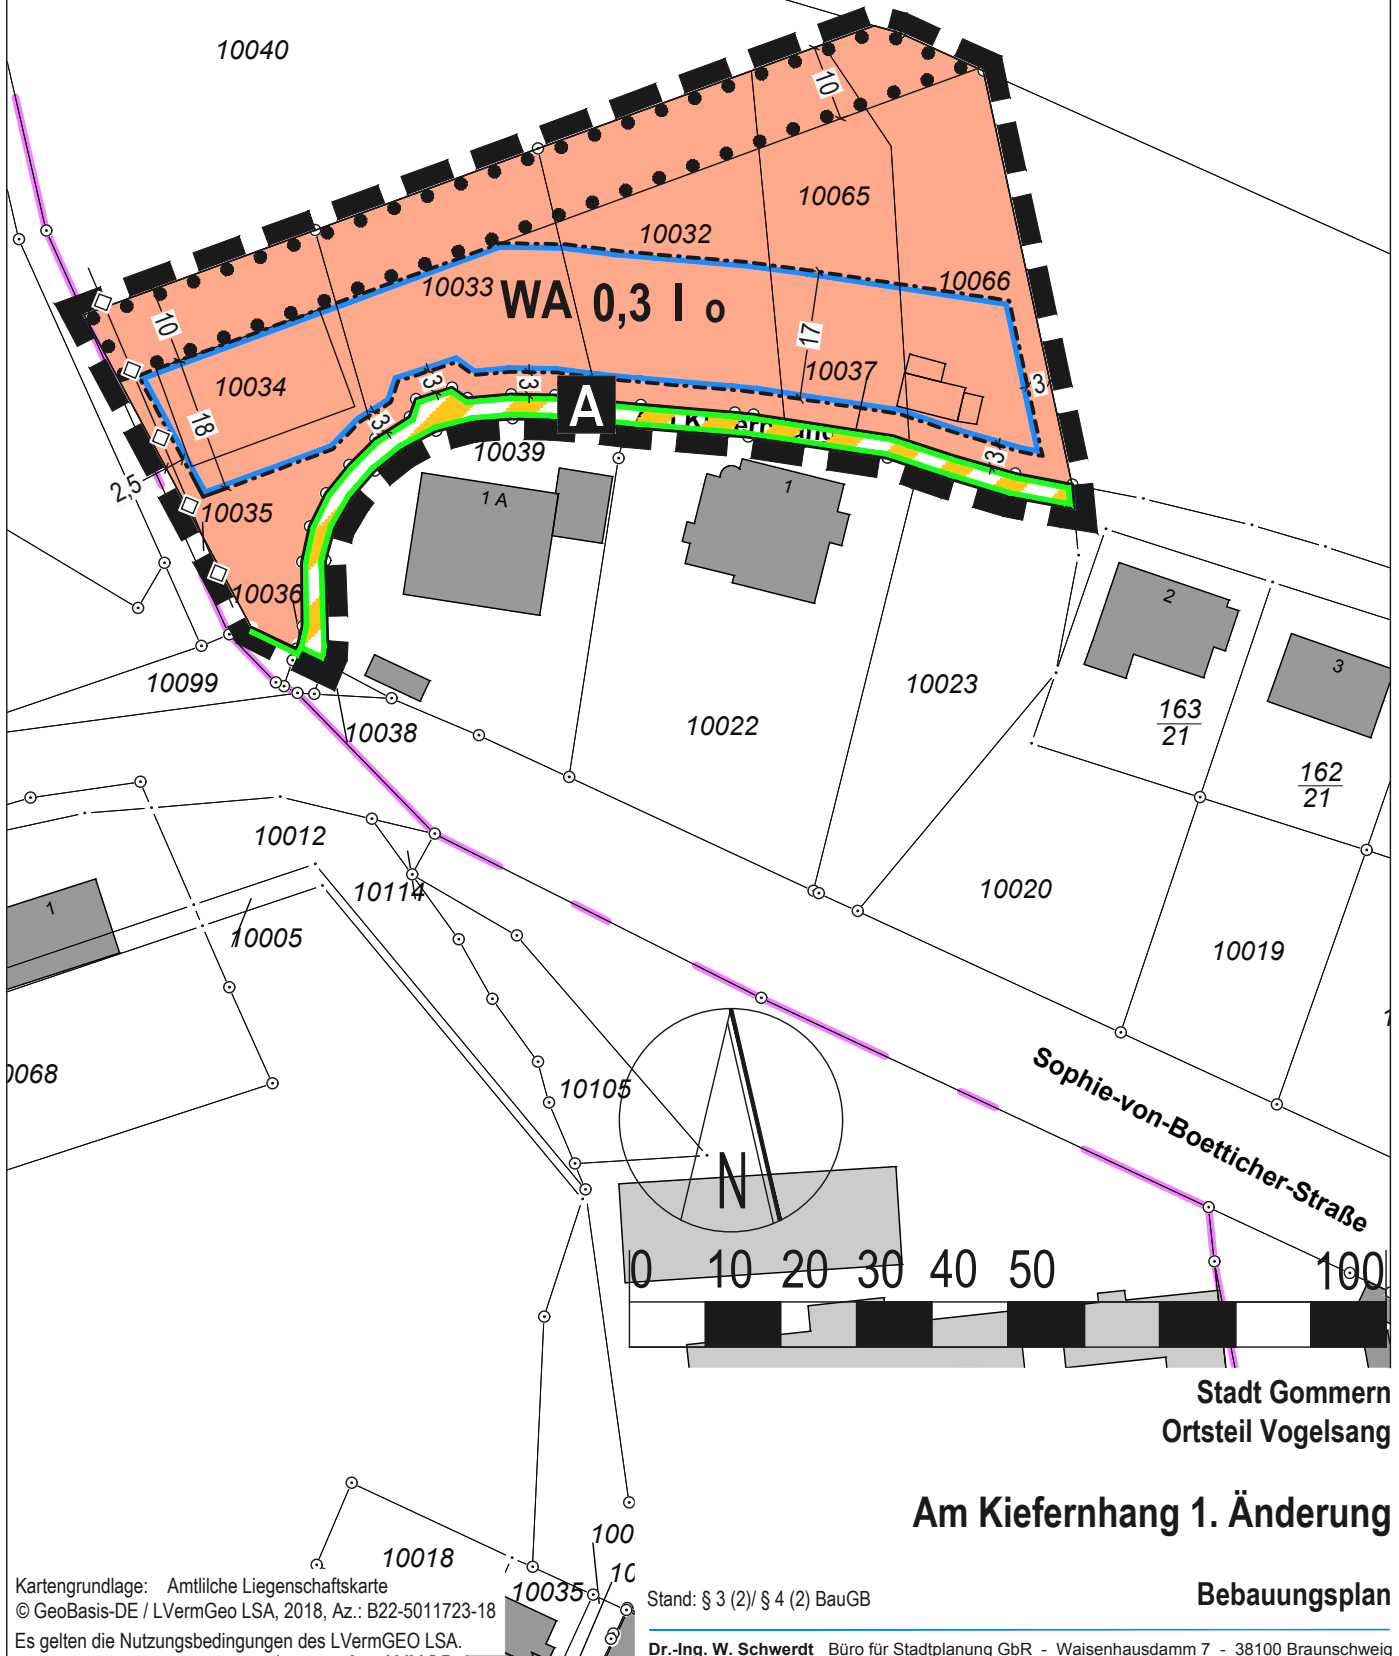 10040
10
10065
10032
10033
10066
WA 0,3 I o
10
17
10037
10034
3
3
3
3
18
A
3
2,5
10039
10035
1 A
1
10036
2
3
10099
10023
163
21
10038
10022
162
21
10012
10114
10020
1
10005
10019
0068
10105
Sophie-von-Boetticher-Straße
N
0 10 20 30 40 50 100
Stadt Gommern
Ortsteil Vogelsang
Am Kiefernhang 1. Änderung
100
10018
10035
Kartengrundlage: Amtliche Liegenschaftskarte
© GeoBasis-DE / LVermGeo LSA, 2018, Az.: B22-5011723-18
Es gelten die Nutzungsbedingungen des LVermGEO LSA.
Stand: § 3 (2)/ § 4 (2) BauGB
Bebauungsplan
Dr.-Ing. W. Schwerdt Büro für Stadtplanung GbR - Waisenhausdamm 7 - 38100 Braunschweig